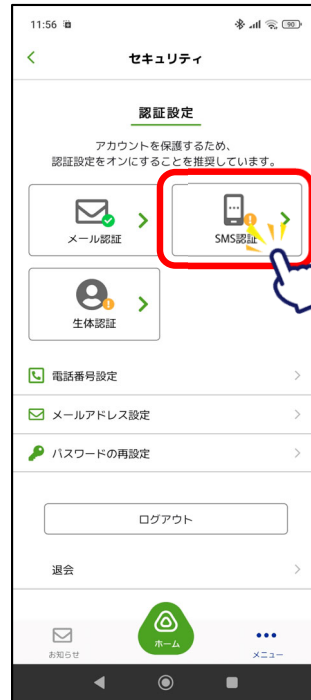 11:56
90
セキュリティ
認証設定
アカウントを保護するため、
認証設定をオンにすることを推奨しています。
メール認証
SMS認証
生体認証
電話番号設定
メールアドレス設定
パスワードの再設定
ログアウト
退会
お知らせ
ホーム
メニュー